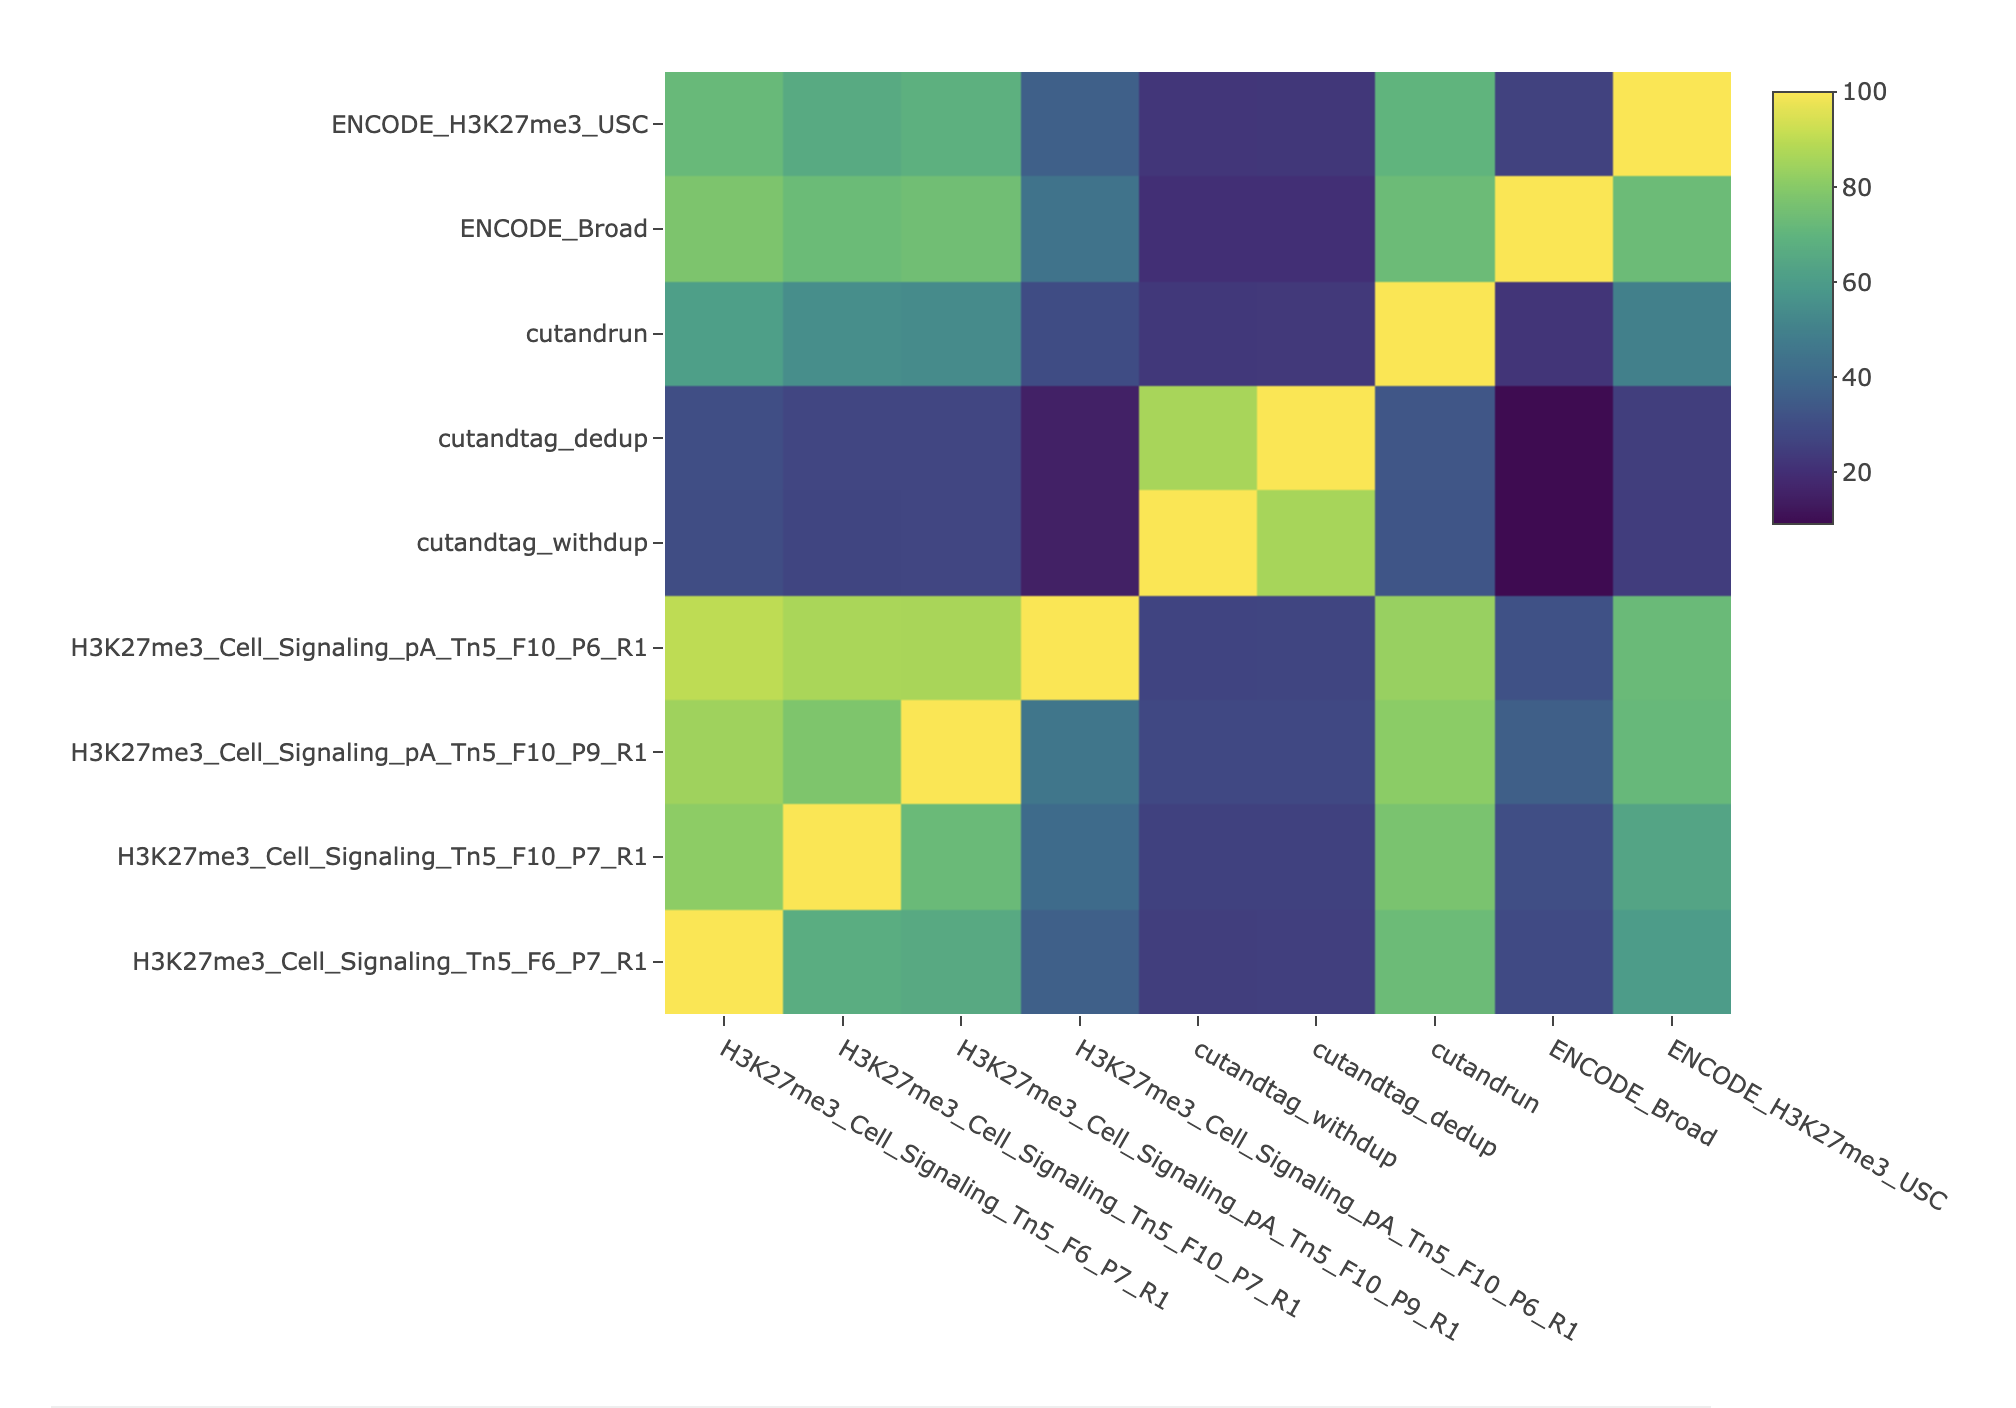 ENCODE_H3K27me3_USC
ENCODE_Broad
cutandrun
cutandtag_dedup
cutandtag_withdup
H3K27me3_Cell_Signaling_pA_Tn5_F10_P6_R1
H3K27me3_Cell_Signaling_pA_Tn5_F10_P9_R1
H3K27me3_Cell_Signaling_Tn5_F10_P7_R1
H3K27me3_Cell_Signaling_Tn5_F6_P7_R1
H3K27me3_Cell_Signaling_Tn5_F6_P7_R1
H3K27me3_Cell_Signaling_Tn5_F10_P7_R1
H3K27me3_Cell_Signaling_pA_Tn5_F10_P9_R1
H3K27me3_Cell_Signaling_pA_Tn5_F10_P6_R1
cutandtag_withdup
cutandtag_dedup
cutandrun
ENCODE_Broad
ENCODE_H3K27me3_USC
100
80
60
40
20